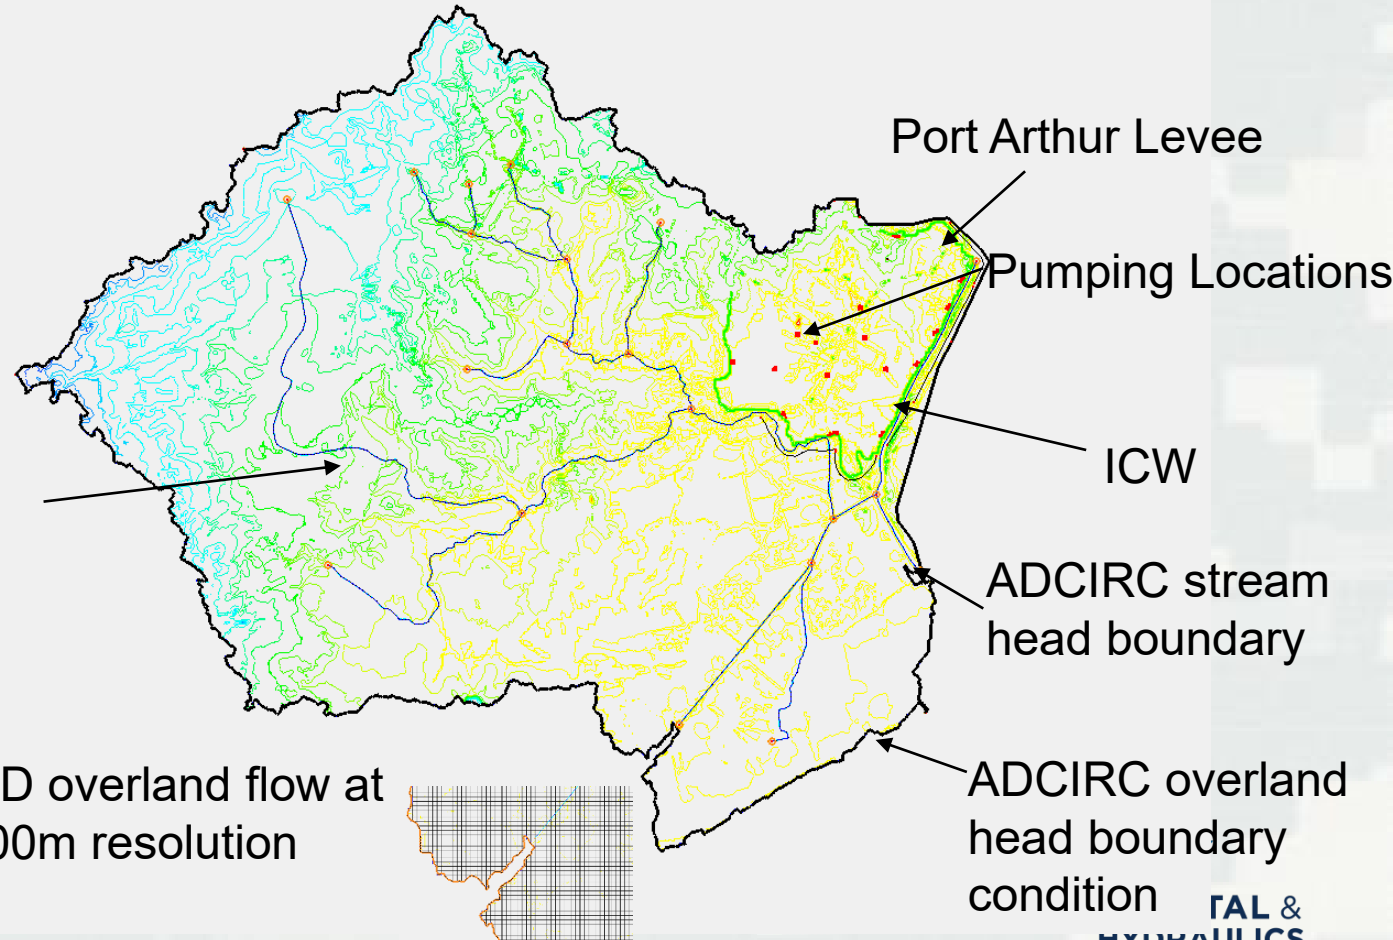 Port Arthur Levee
Pumping Locations
ICW
ADCIRC stream
head boundary
D overland flow at
00m resolution
ADCIRC overland
head boundary
condition
TAL &
HYDRAULICS